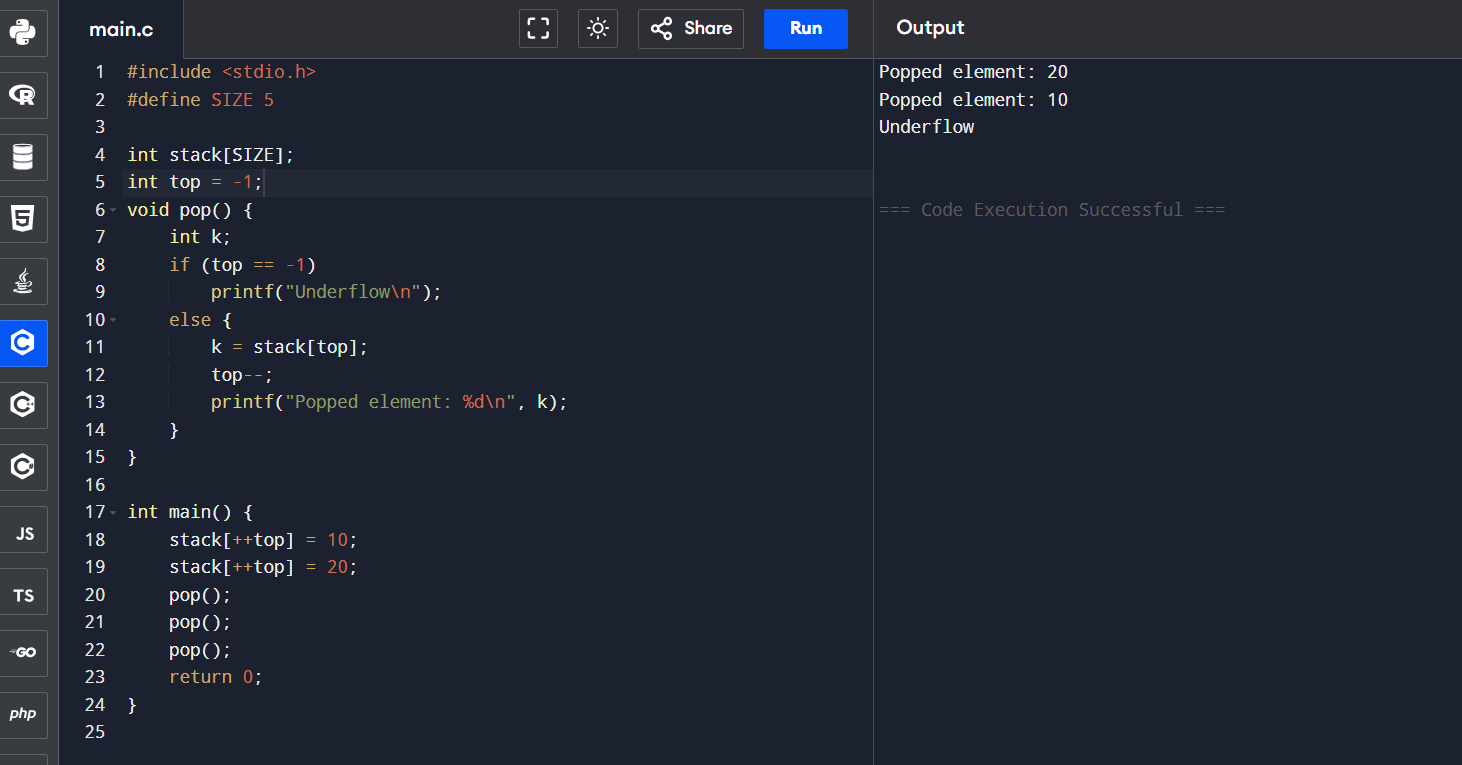 main.c
Share
Run
Output
1 #include <stdio.h>
2 #define SIZE 5
3
4 int stack[SIZE];
5 int top = -1;
6 void pop() {
7     int k;
8     if (top == -1)
9         printf("Underflow\n");
10     else {
11         k = stack[top];
12         top--;
13         printf("Popped element: %d\n", k);
14     }
15 }
16
17 int main() {
18     stack[++top] = 10;
19     stack[++top] = 20;
20     pop();
21     pop();
22     pop();
23     return 0;
24 }
25
Popped element: 20
Popped element: 10
Underflow
=== Code Execution Successful ===
R
5
C
C++
C#
JS
TS
GO
php